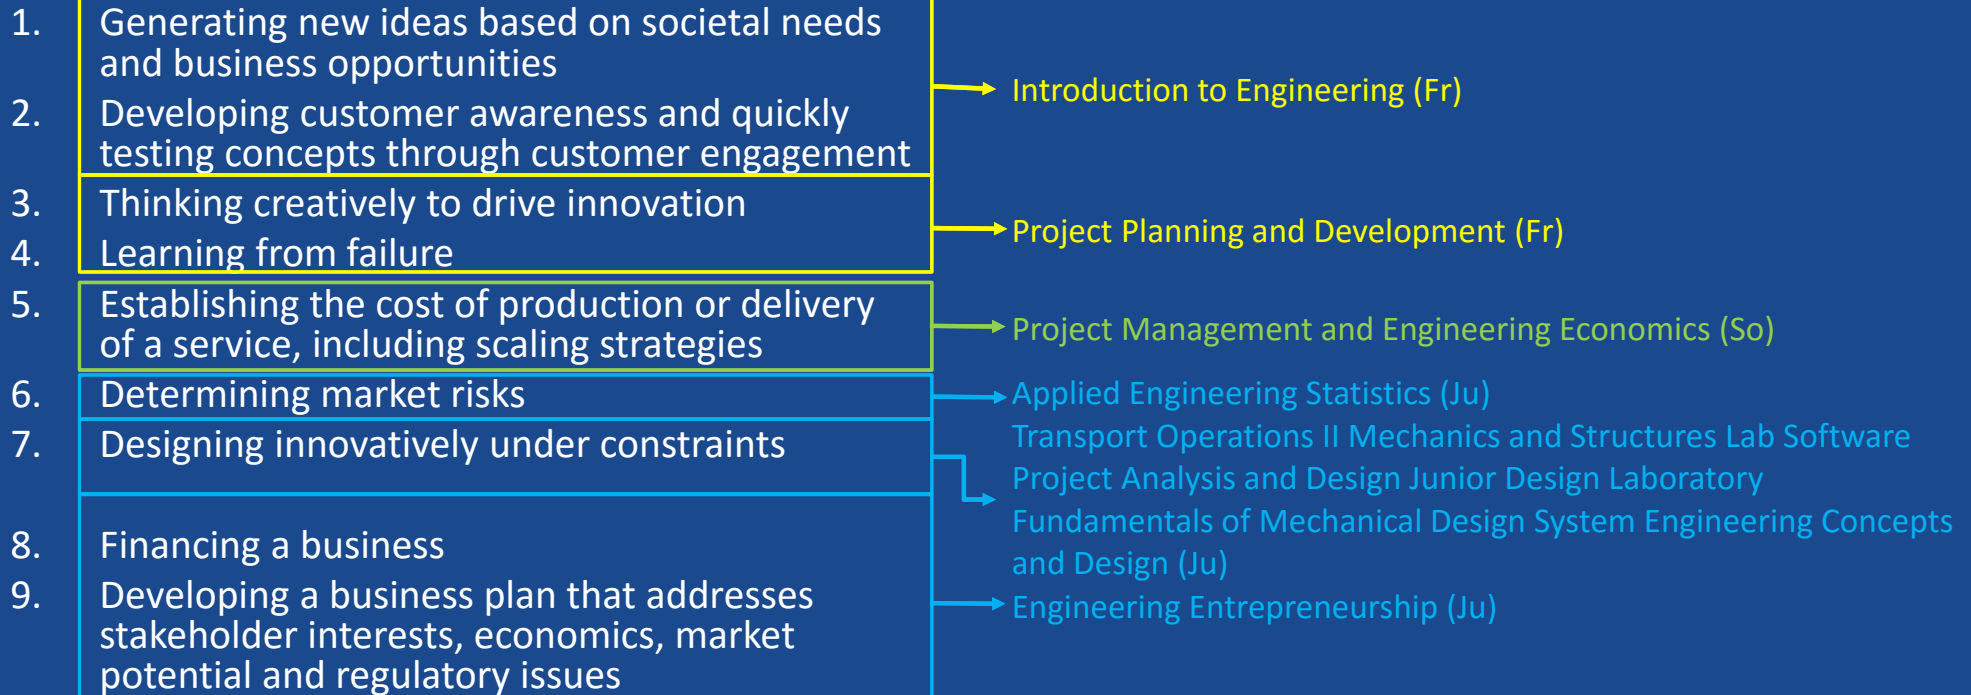 1. Generating new ideas based on societal needs
and business opportunities
2. Developing customer awareness and quickly
testing concepts through customer engagement
3. Thinking creatively to drive innovation
4. Learning from failure
5. Establishing the cost of production or delivery
of a service, including scaling strategies
6. Determining market risks
7. Designing innovatively under constraints
8. Financing a business
9. Developing a business plan that addresses
stakeholder interests, economics, market
potential and regulatory issues
Introduction to Engineering (Fr)
Project Planning and Development (Fr)
Project Management and Engineering Economics (So)
Applied Engineering Statistics (Ju)
Transport Operations II Mechanics and Structures Lab Software
Project Analysis and Design Junior Design Laboratory
Fundamentals of Mechanical Design System Engineering Concepts
and Design (Ju)
Engineering Entrepreneurship (Ju)